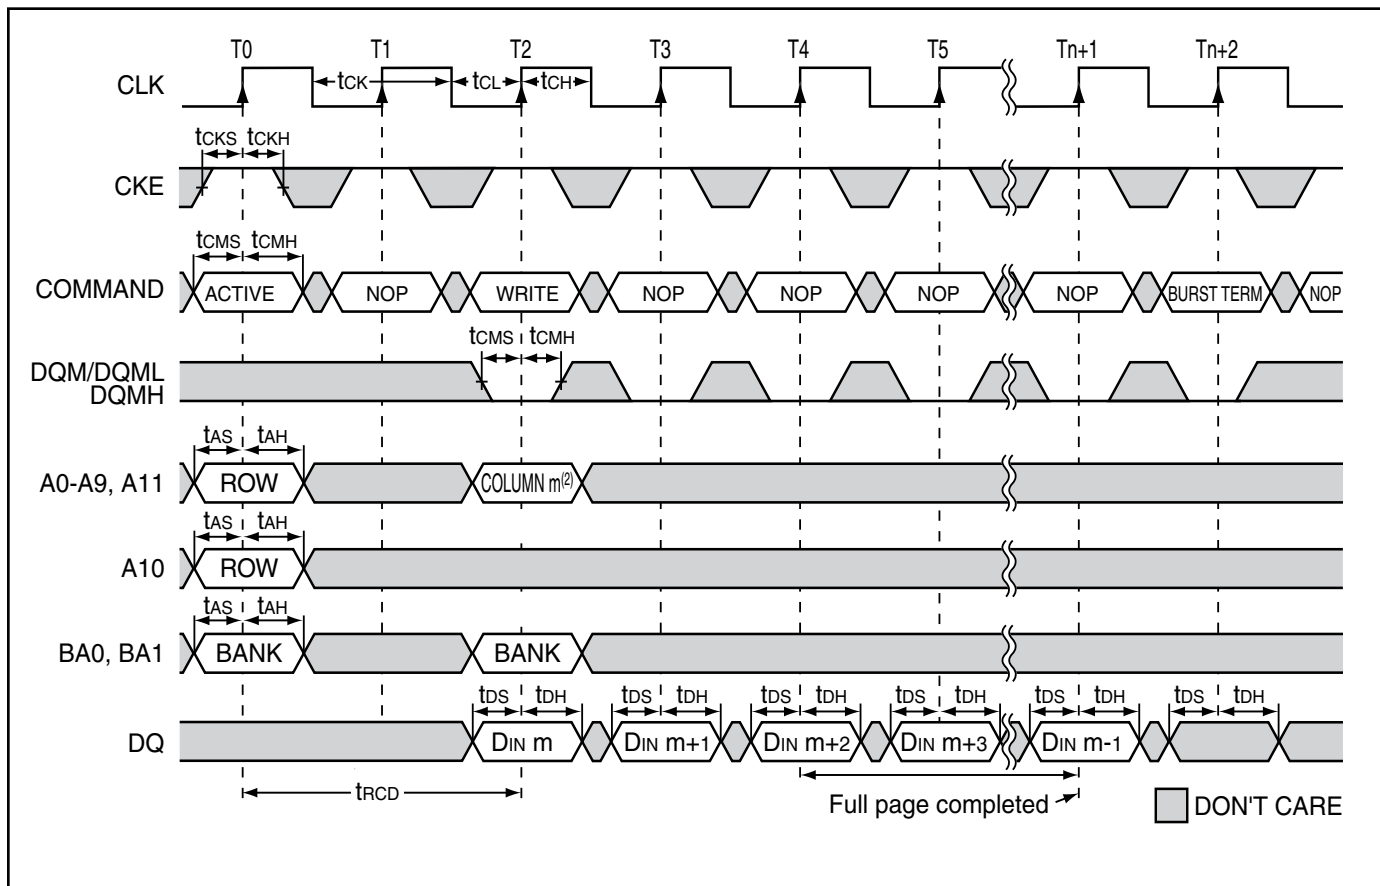 T0 T1 T2 T3 T4 T5 Tn+1 Tn+2
CLK tCK tCL tCH
tCKS tCKH
CKE
tCMS tCMH
COMMAND ACTIVE NOP WRITE NOP NOP NOP NOP BURST TERM NOP
tCMS tCMH
DQM/DQML
DQMH
tAS tAH
A0-A9, A11 ROW COLUMN m(2)
tAS tAH
A10 ROW
tAS tAH
BA0, BA1 BANK BANK
tDS tDH tDS tDH tDS tDH tDS tDH tDS tDH tDS tDH
DQ DIN m DIN m+1 DIN m+2 DIN m+3 DIN m-1
tRCD
Full page completed
DON'T CARE